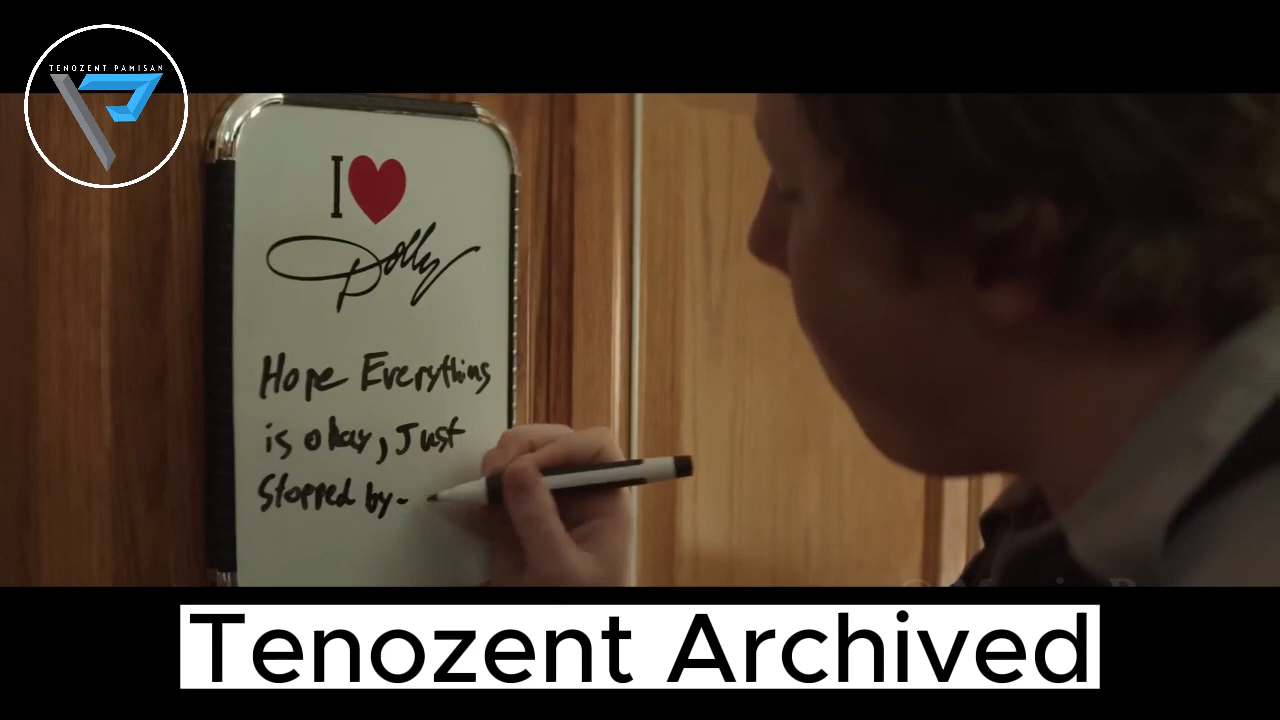 TENOZENT PAMISAN
I
Dolly
Hope Everything
is okay, Just
Stopped by-
Tenozent Archived